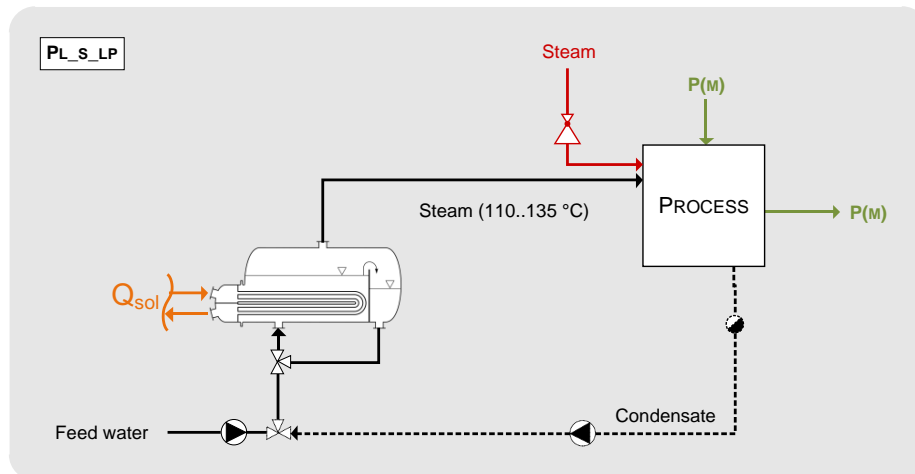 PL_S_LP
Steam
P(M)
Steam (110..135 °C)
PROCESS
P(M)
Qsol
Condensate
Feed water